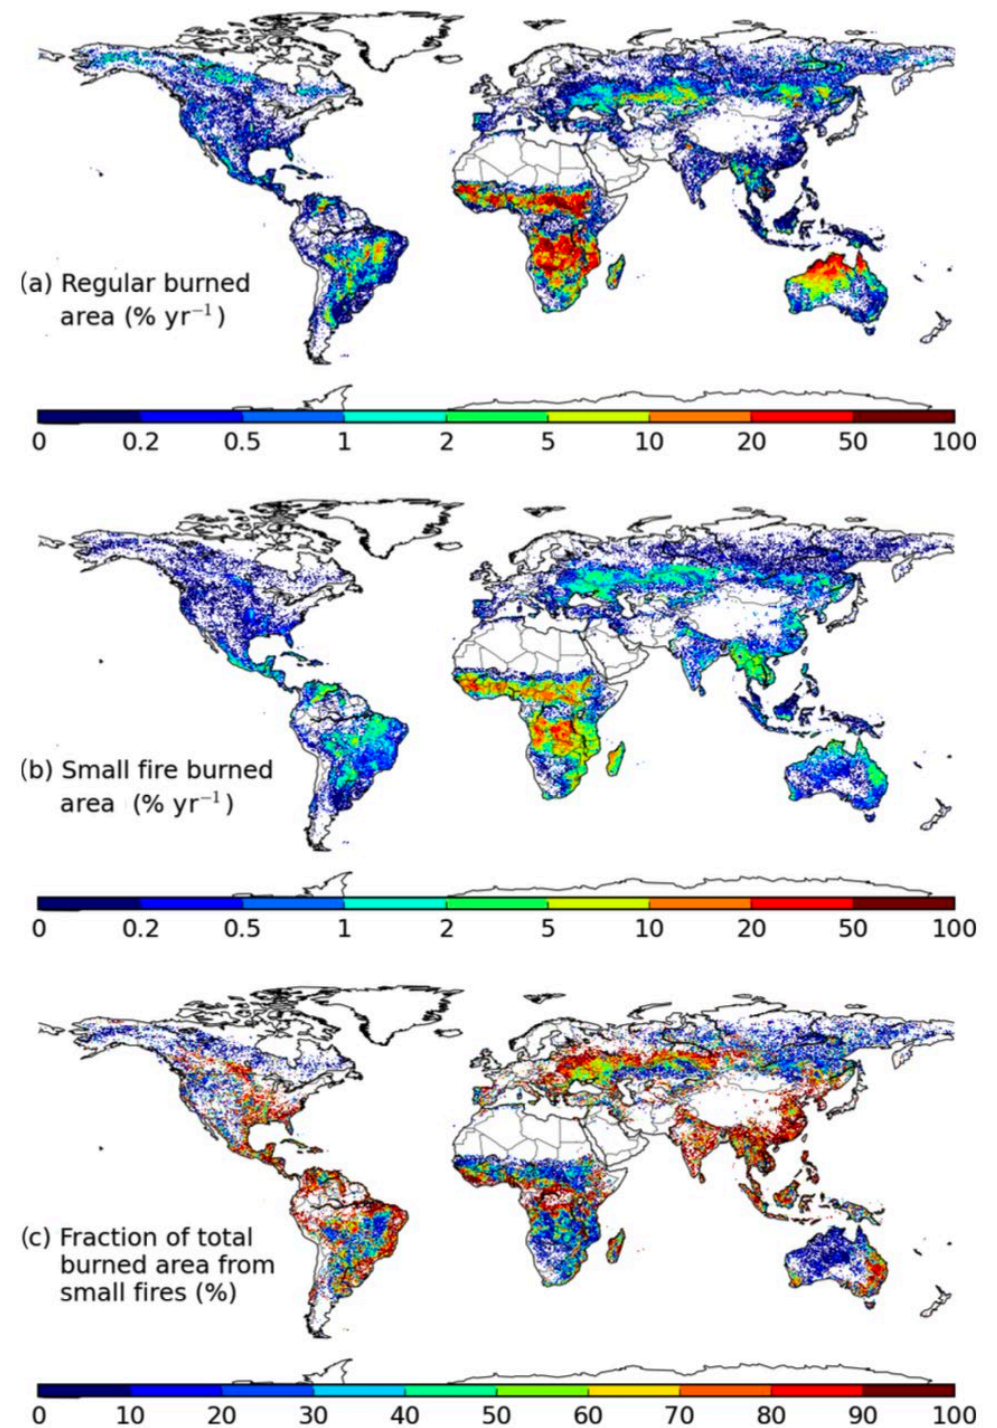 (a) Regular burned
area (% yr⁻¹)
0 0.2 0.5 1 2 5 10 20 50 100
(b) Small fire burned
area (% yr⁻¹)
0 0.2 0.5 1 2 5 10 20 50 100
(c) Fraction of total
burned area from
small fires (%)
0 10 20 30 40 50 60 70 80 90 100